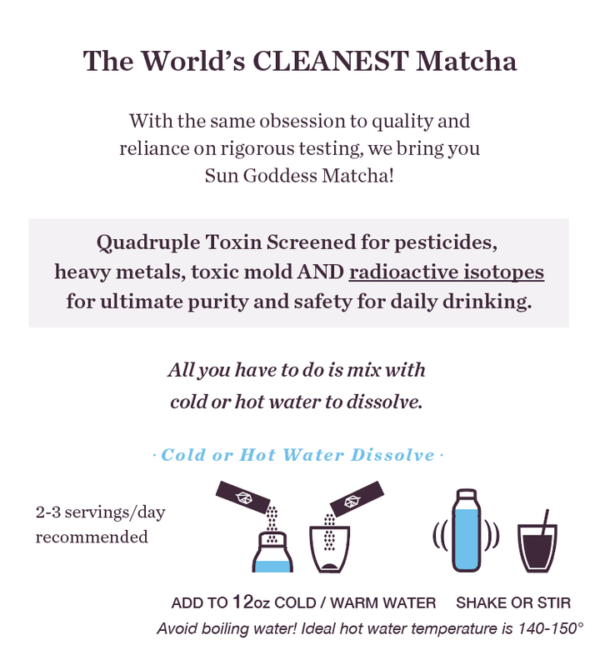 The World's CLEANEST Matcha
With the same obsession to quality and
reliance on rigorous testing, we bring you
Sun Goddess Matcha!
Quadruple Toxin Screened for pesticides,
heavy metals, toxic mold AND radioactive isotopes
for ultimate purity and safety for daily drinking.
All you have to do is mix with
cold or hot water to dissolve.
· Cold or Hot Water Dissolve ·
2-3 servings/day
recommended
ADD TO 12oz COLD / WARM WATER
SHAKE OR STIR
Avoid boiling water! Ideal hot water temperature is 140-150°